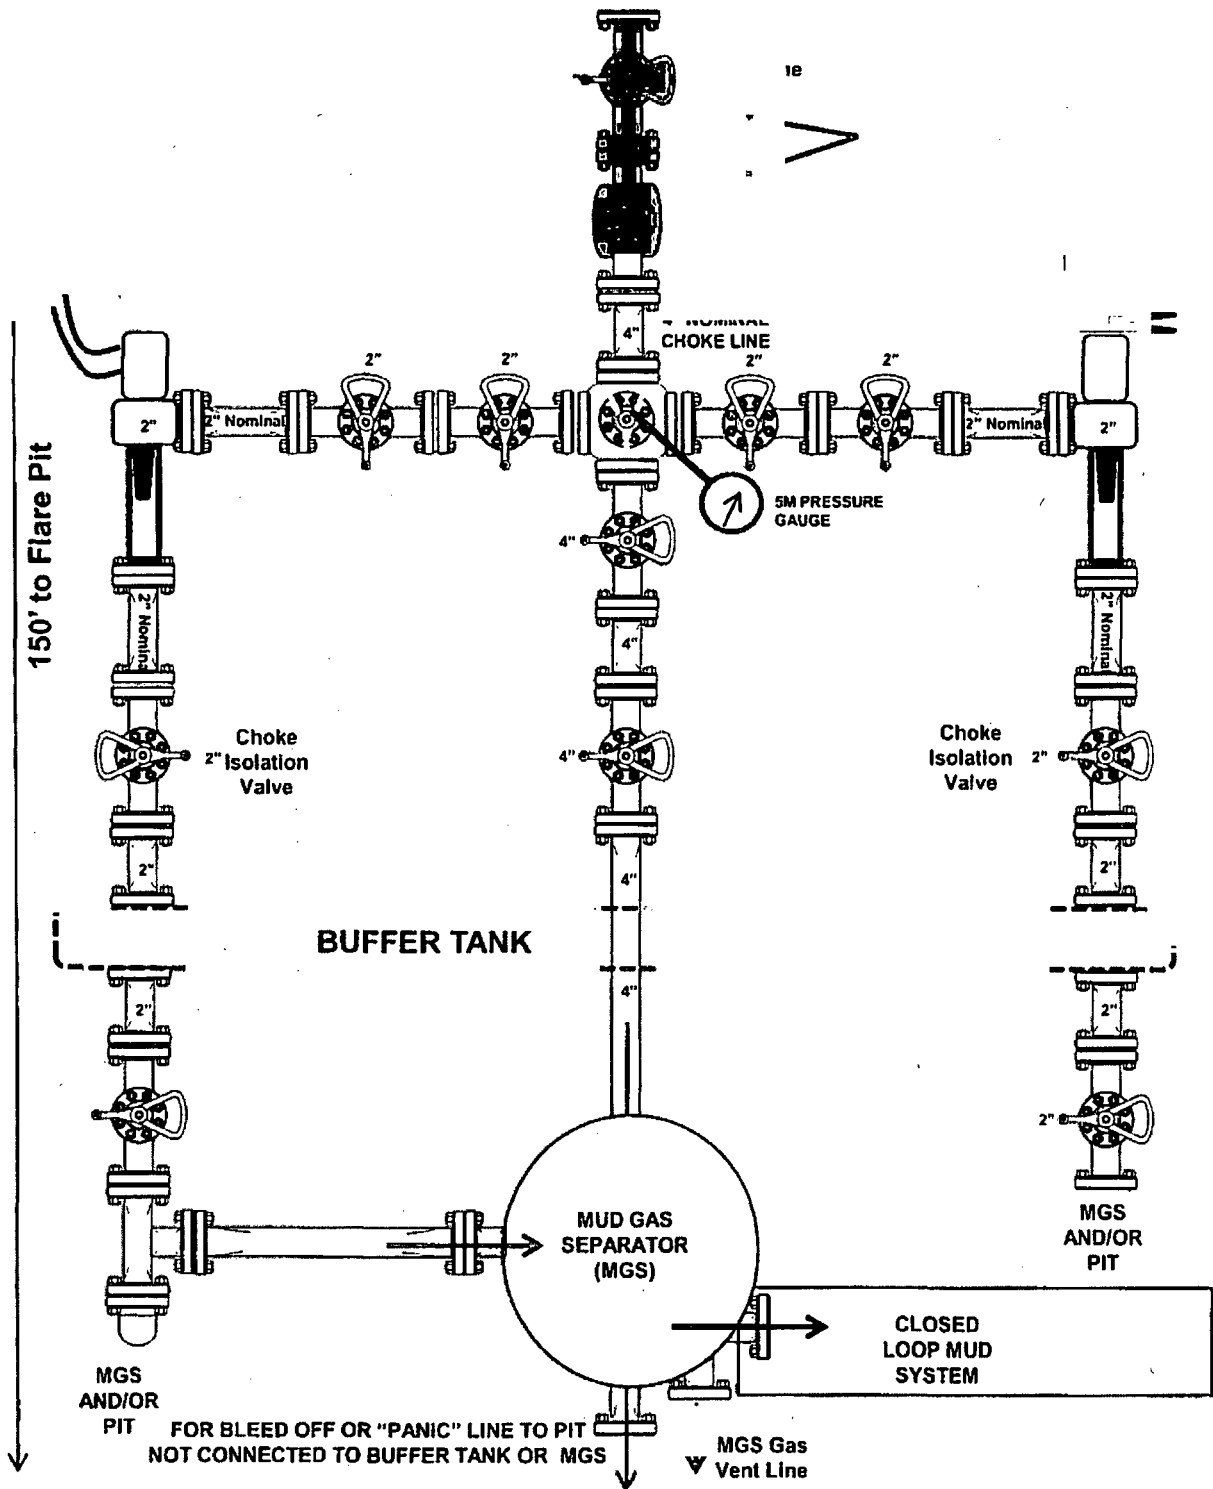 4"
NOMINAL
CHOKE LINE
2"
2"
2"
2"
2"
2" Nominal
2" Nominal
2"
5M PRESSURE
GAUGE
150' to Flare Pit
4"
2" Nominal
4"
2" Nominal
2"
Choke
Isolation
Valve
4"
Choke
Isolation
Valve
2"
2"
4"
2"
BUFFER TANK
2"
4"
2"
2"
MUD GAS
SEPARATOR
(MGS)
MGS
AND/OR
PIT
CLOSED
LOOP MUD
SYSTEM
MGS
AND/OR
PIT
FOR BLEED OFF OR "PANIC" LINE TO PIT
NOT CONNECTED TO BUFFER TANK OR MGS
MGS Gas
Vent Line